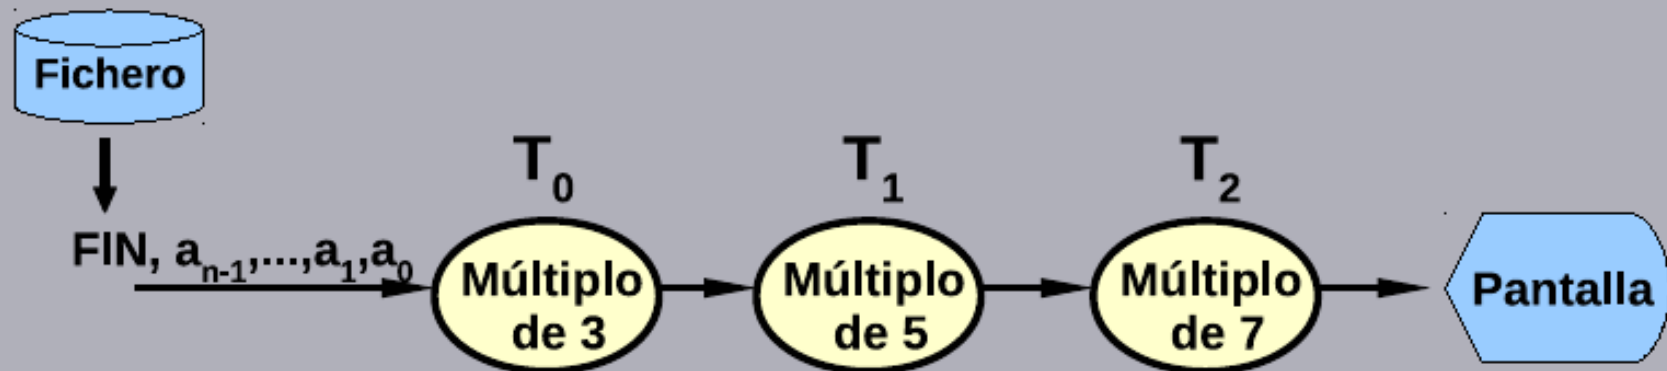 Fichero
T0
T1
T2
FIN, an-1,...,a1,a0
Múltiplo
de 3
Múltiplo
de 5
Múltiplo
de 7
Pantalla